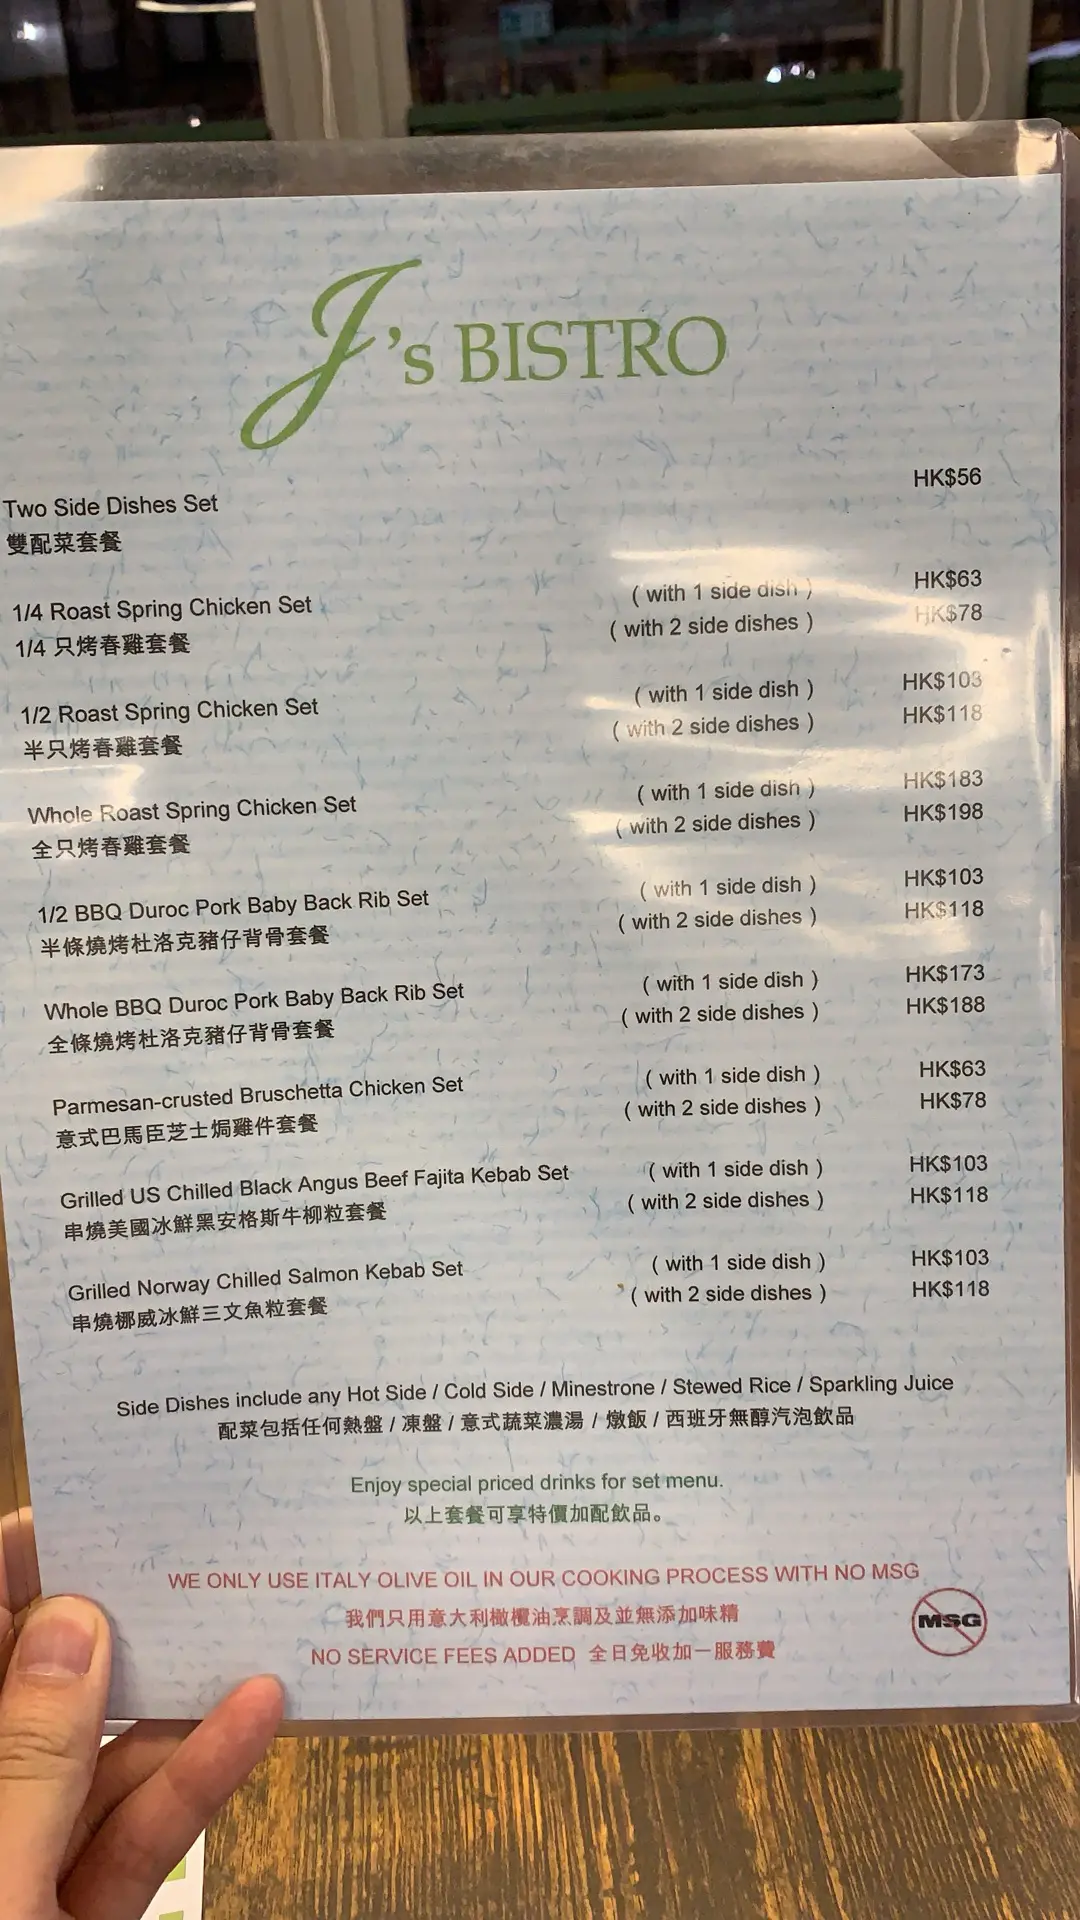 J's BISTRO
Two Side Dishes Set HK$56
雙配菜套餐
1/4 Roast Spring Chicken Set ( with 1 side dish ) HK$63
1/4 只烤春雞套餐 ( with 2 side dishes ) HK$78
1/2 Roast Spring Chicken Set ( with 1 side dish ) HK$103
半只烤春雞套餐 ( with 2 side dishes ) HK$118
Whole Roast Spring Chicken Set ( with 1 side dish ) HK$183
全只烤春雞套餐 ( with 2 side dishes ) HK$198
1/2 BBQ Duroc Pork Baby Back Rib Set ( with 1 side dish ) HK$103
半條燒烤杜洛克豬仔背骨套餐 ( with 2 side dishes ) HK$118
Whole BBQ Duroc Pork Baby Back Rib Set ( with 1 side dish ) HK$173
全條燒烤杜洛克豬仔背骨套餐 ( with 2 side dishes ) HK$188
Parmesan-crusted Bruschetta Chicken Set ( with 1 side dish ) HK$63
意式巴馬臣芝士焗雞件套餐 ( with 2 side dishes ) HK$78
Grilled US Chilled Black Angus Beef Fajita Kebab Set ( with 1 side dish ) HK$103
串燒美國冰鮮黑安格斯牛柳粒套餐 ( with 2 side dishes ) HK$118
Grilled Norway Chilled Salmon Kebab Set ( with 1 side dish ) HK$103
串燒挪威冰鮮三文魚粒套餐 ( with 2 side dishes ) HK$118
Side Dishes include any Hot Side / Cold Side / Minestrone / Stewed Rice / Sparkling Juice
配菜包括任何熱盤 / 凍盤 / 意式蔬菜濃湯 / 燉飯 / 西班牙無醇汽泡飲品
Enjoy special priced drinks for set menu.
以上套餐可享特價加配飲品。
WE ONLY USE ITALY OLIVE OIL IN OUR COOKING PROCESS WITH NO MSG
我們只用意大利橄欖油烹調及並無添加味精
MSG
NO SERVICE FEES ADDED 全日免收加一服務費